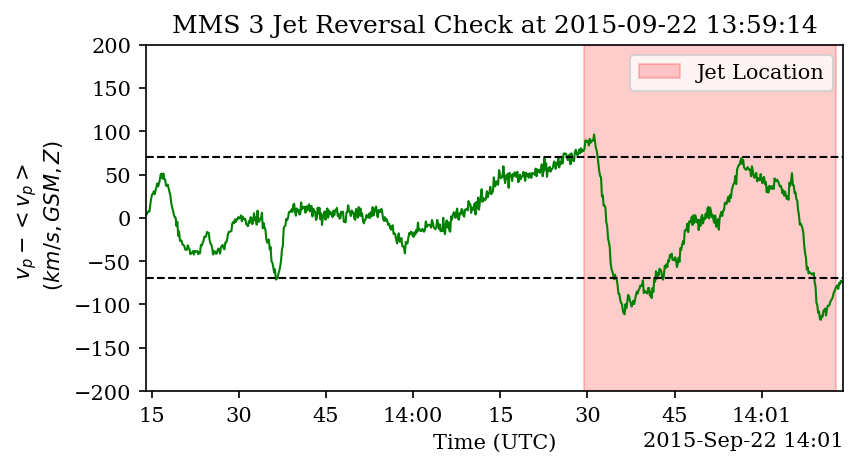 MMS 3 Jet Reversal Check at 2015-09-22 13:59:14
200
150
100
50
0
−50
−100
−150
−200
v_p − < v_p >
(km/s, GSM, Z)
Jet Location
15 30 45 14:00 15 30 45 14:01
Time (UTC)
2015-Sep-22 14:01